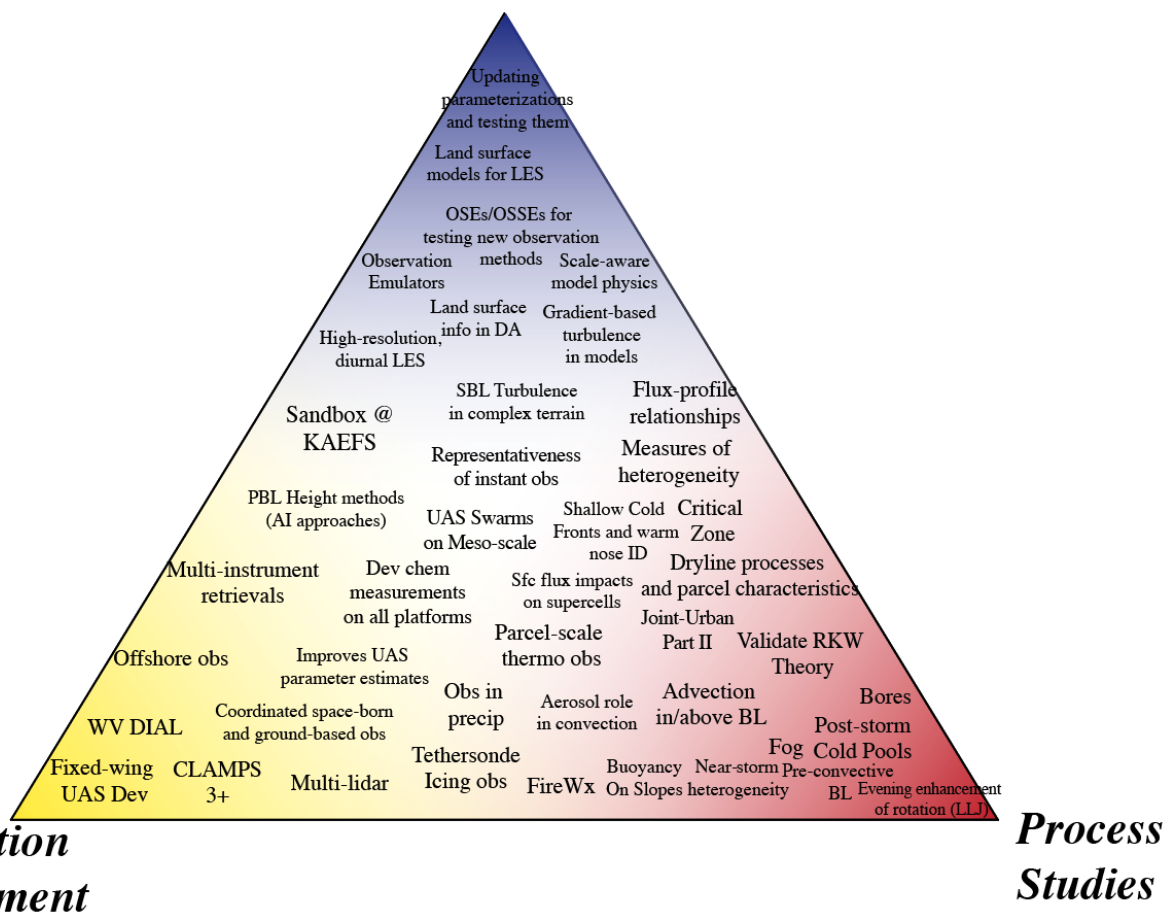 Updating
parameterizations
and testing them
Land surface
models for LES
OSEs/OSSEs for
testing new observation
methods
Observation
Emulators
Scale-aware
model physics
Land surface
info in DA
Gradient-based
turbulence
in models
High-resolution,
diurnal LES
SBL Turbulence
in complex terrain
Flux-profile
relationships
Sandbox @
KAEFS
Representativeness
of instant obs
Measures of
heterogeneity
PBL Height methods
(AI approaches)
UAS Swarms
on Meso-scale
Shallow Cold
Fronts and warm
nose ID
Critical
Zone
Multi-instrument
retrievals
Dev chem
measurements
on all platforms
Sfc flux impacts
on supercells
Dryline processes
and parcel characteristics
Joint-Urban
Part II
Parcel-scale
thermo obs
Validate RKW
Theory
Offshore obs
Improves UAS
parameter estimates
Obs in
precip
Aerosol role
in convection
Advection
in/above BL
Bores
WV DIAL
Coordinated space-born
and ground-based obs
Post-storm
Cold Pools
Fog
Tethersonde
Icing obs
Fixed-wing
UAS Dev
CLAMPS
3+
Multi-lidar
FireWx
Buoyancy
On Slopes
Near-storm
heterogeneity
Pre-convective
BL
Evening enhancement
of rotation (LLJ)
tion
ment
Process
Studies